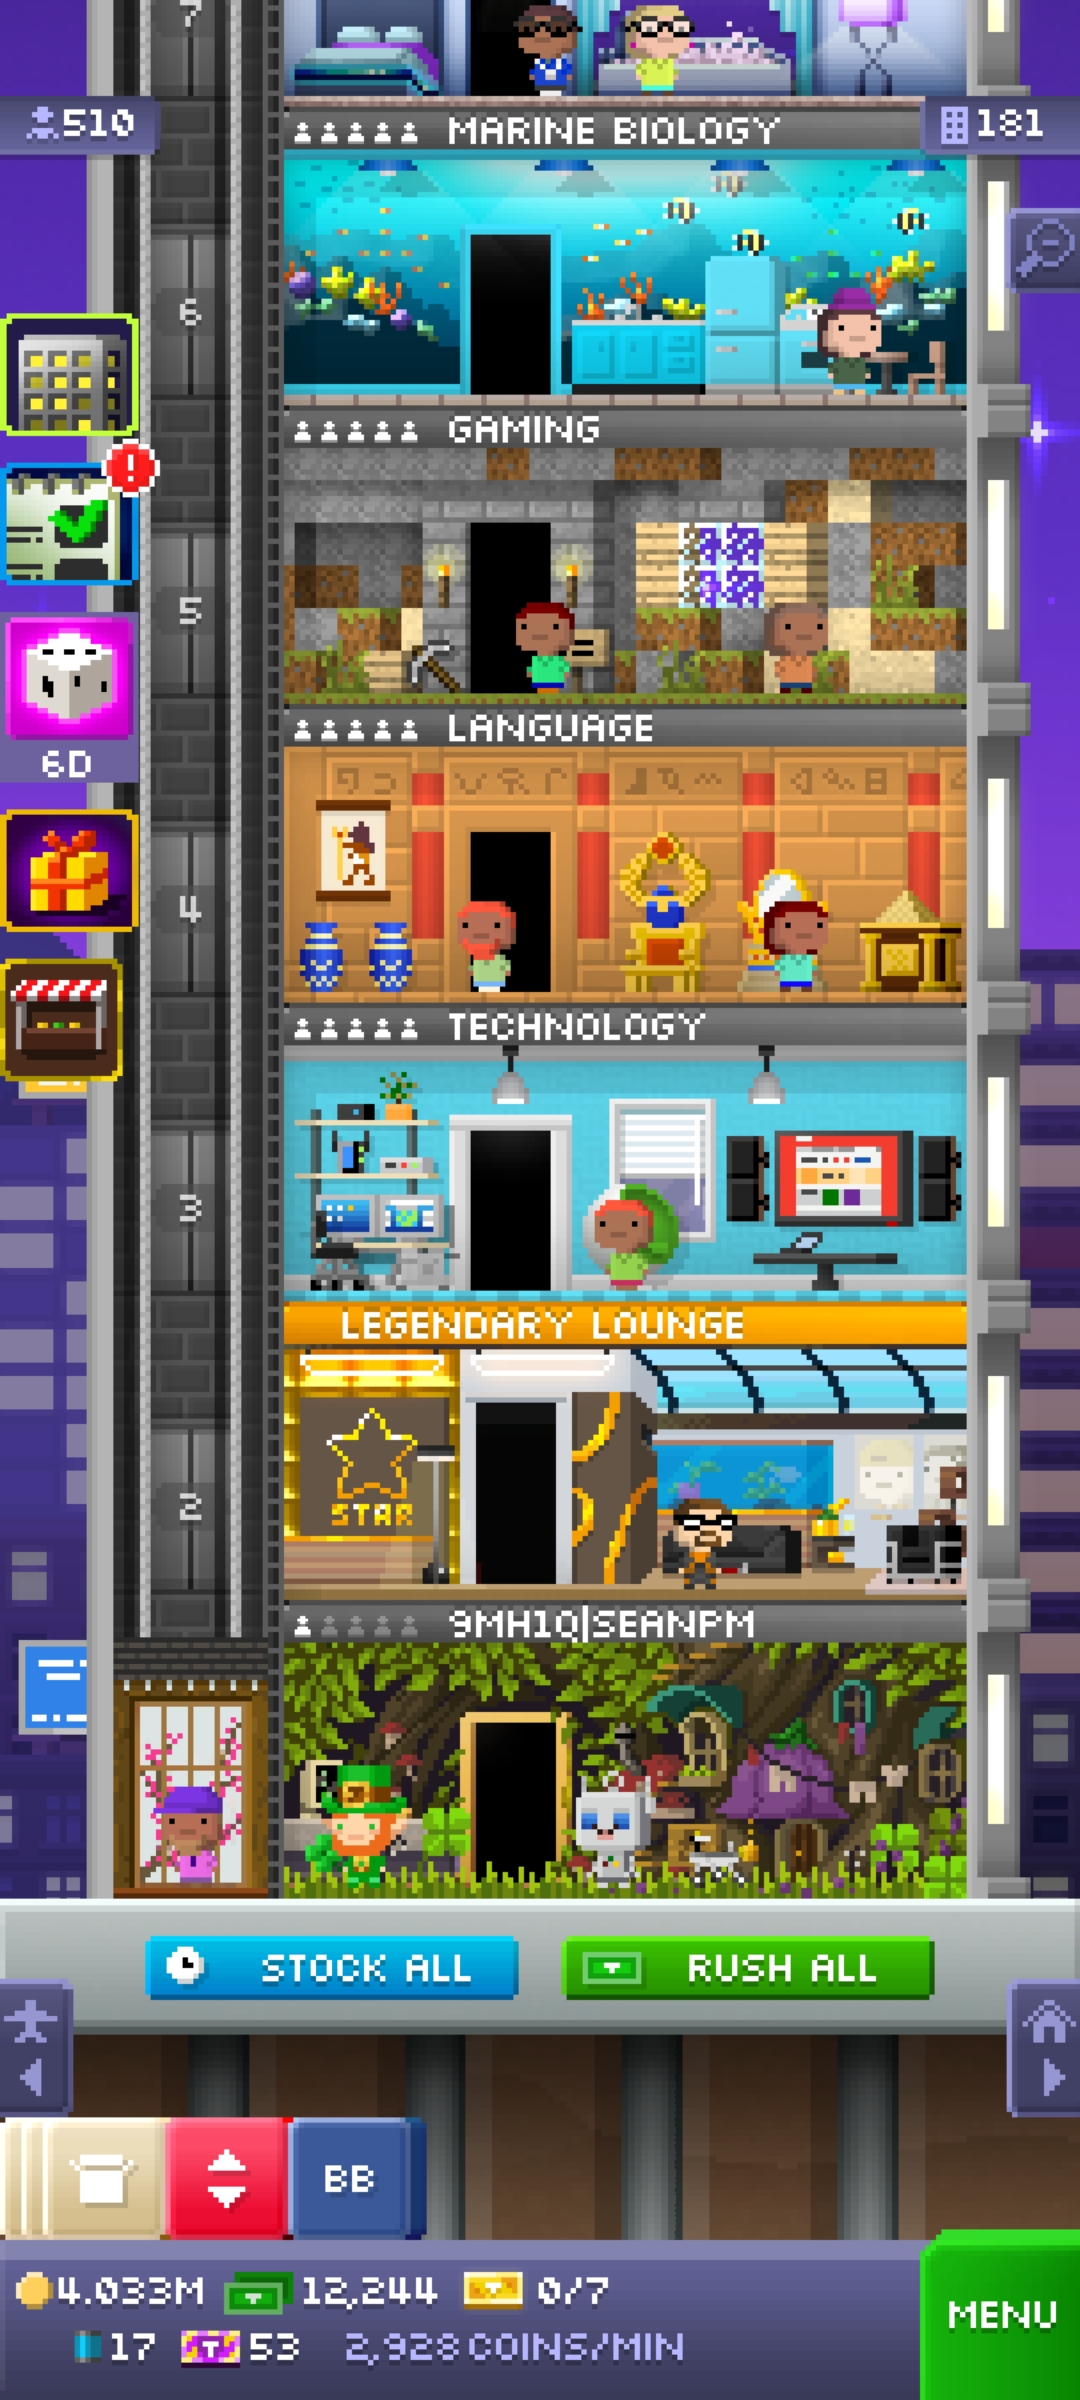 7
510
MARINE BIOLOGY
181
6
GAMING
5
6D
LANGUAGE
4
TECHNOLOGY
3
LEGENDARY LOUNGE
STAR
2
9MH1Q|SEANPM
STOCK ALL
RUSH ALL
BB
4.033M 12,244 0/7
17 53 2,928 COINS/MIN
MENU